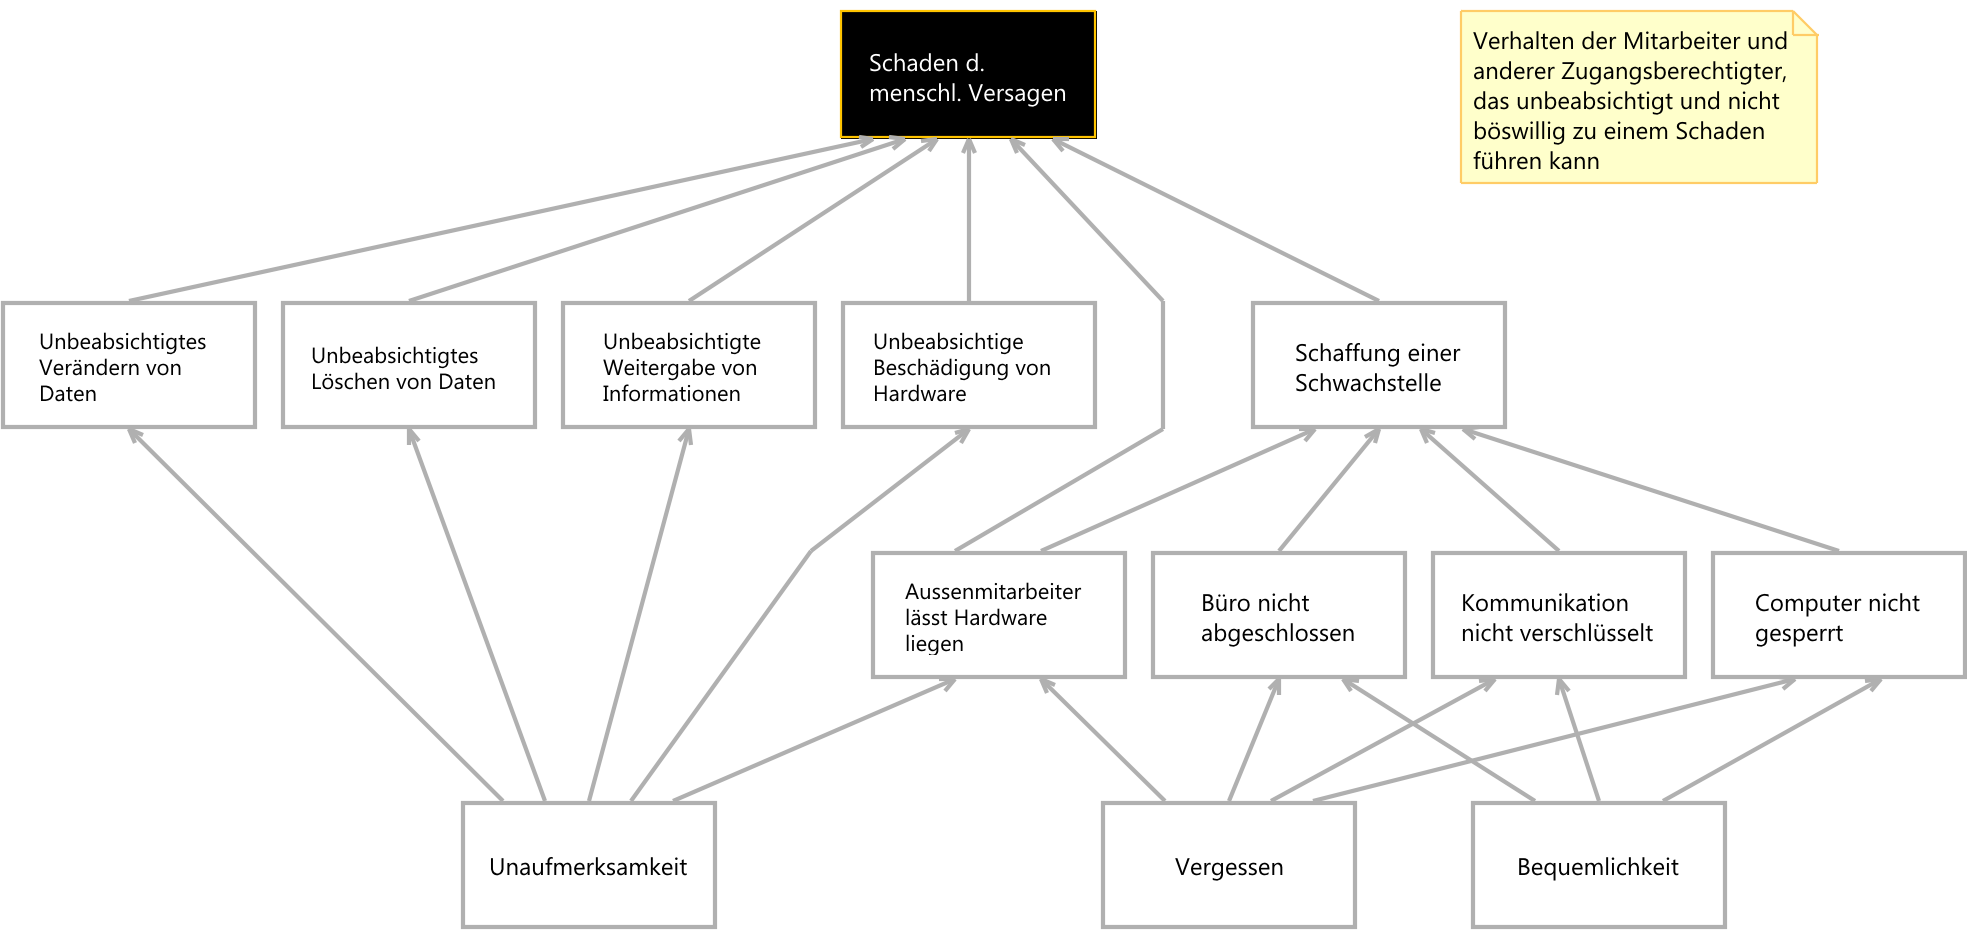 Schaden d.
menschl. Versagen
Verhalten der Mitarbeiter und
anderer Zugangsberechtigter,
das unbeabsichtigt und nicht
böswillig zu einem Schaden
führen kann
Unbeabsichtigtes
Verändern von
Daten
Unbeabsichtigtes
Löschen von Daten
Unbeabsichtigte
Weitergabe von
Informationen
Unbeabsichtige
Beschädigung von
Hardware
Schaffung einer
Schwachstelle
Aussenmitarbeiter
lässt Hardware
liegen
Büro nicht
abgeschlossen
Kommunikation
nicht verschlüsselt
Computer nicht
gesperrt
Unaufmerksamkeit
Vergessen
Bequemlichkeit